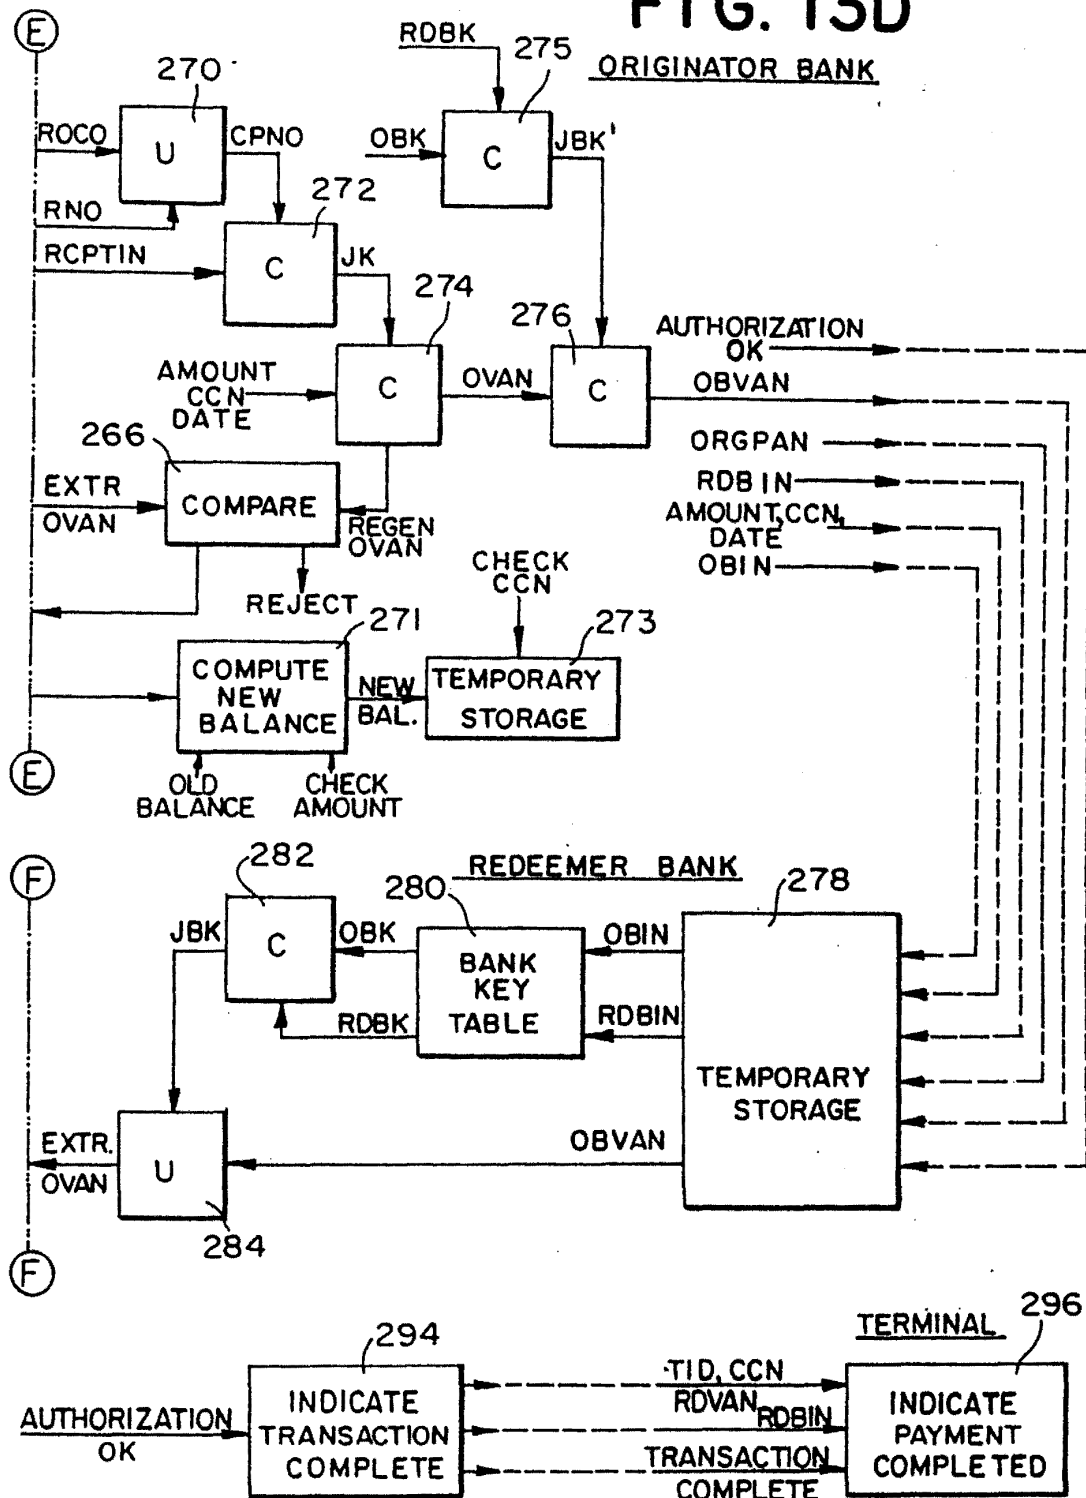 FIG. 13D
ORIGINATOR BANK
E
270
RDBK
275
ROCO
U
CPNO
OBK
C
JBK'
RNO
272
RCPTIN
C
JK
274
276
AMOUNT
CCN
DATE
C
OVAN
C
AUTHORIZATION
OK
OBVAN
266
ORGPAN
EXTR
OVAN
COMPARE
REGEN
OVAN
RDBIN
AMOUNT,CCN,
DATE
OBIN
REJECT
CHECK
CCN
271
273
COMPUTE
NEW
BALANCE
NEW
BAL.
TEMPORARY
STORAGE
E
OLD
BALANCE
CHECK
AMOUNT
F
282
REDEEMER BANK
280
278
JBK
C
OBK
BANK
KEY
TABLE
OBIN
RDBK
RDBIN
TEMPORARY
STORAGE
EXTR.
OVAN
U
OBVAN
284
F
294
TERMINAL
296
AUTHORIZATION
OK
INDICATE
TRANSACTION
COMPLETE
TID, CCN
RDVAN
RDBIN
TRANSACTION
COMPLETE
INDICATE
PAYMENT
COMPLETED